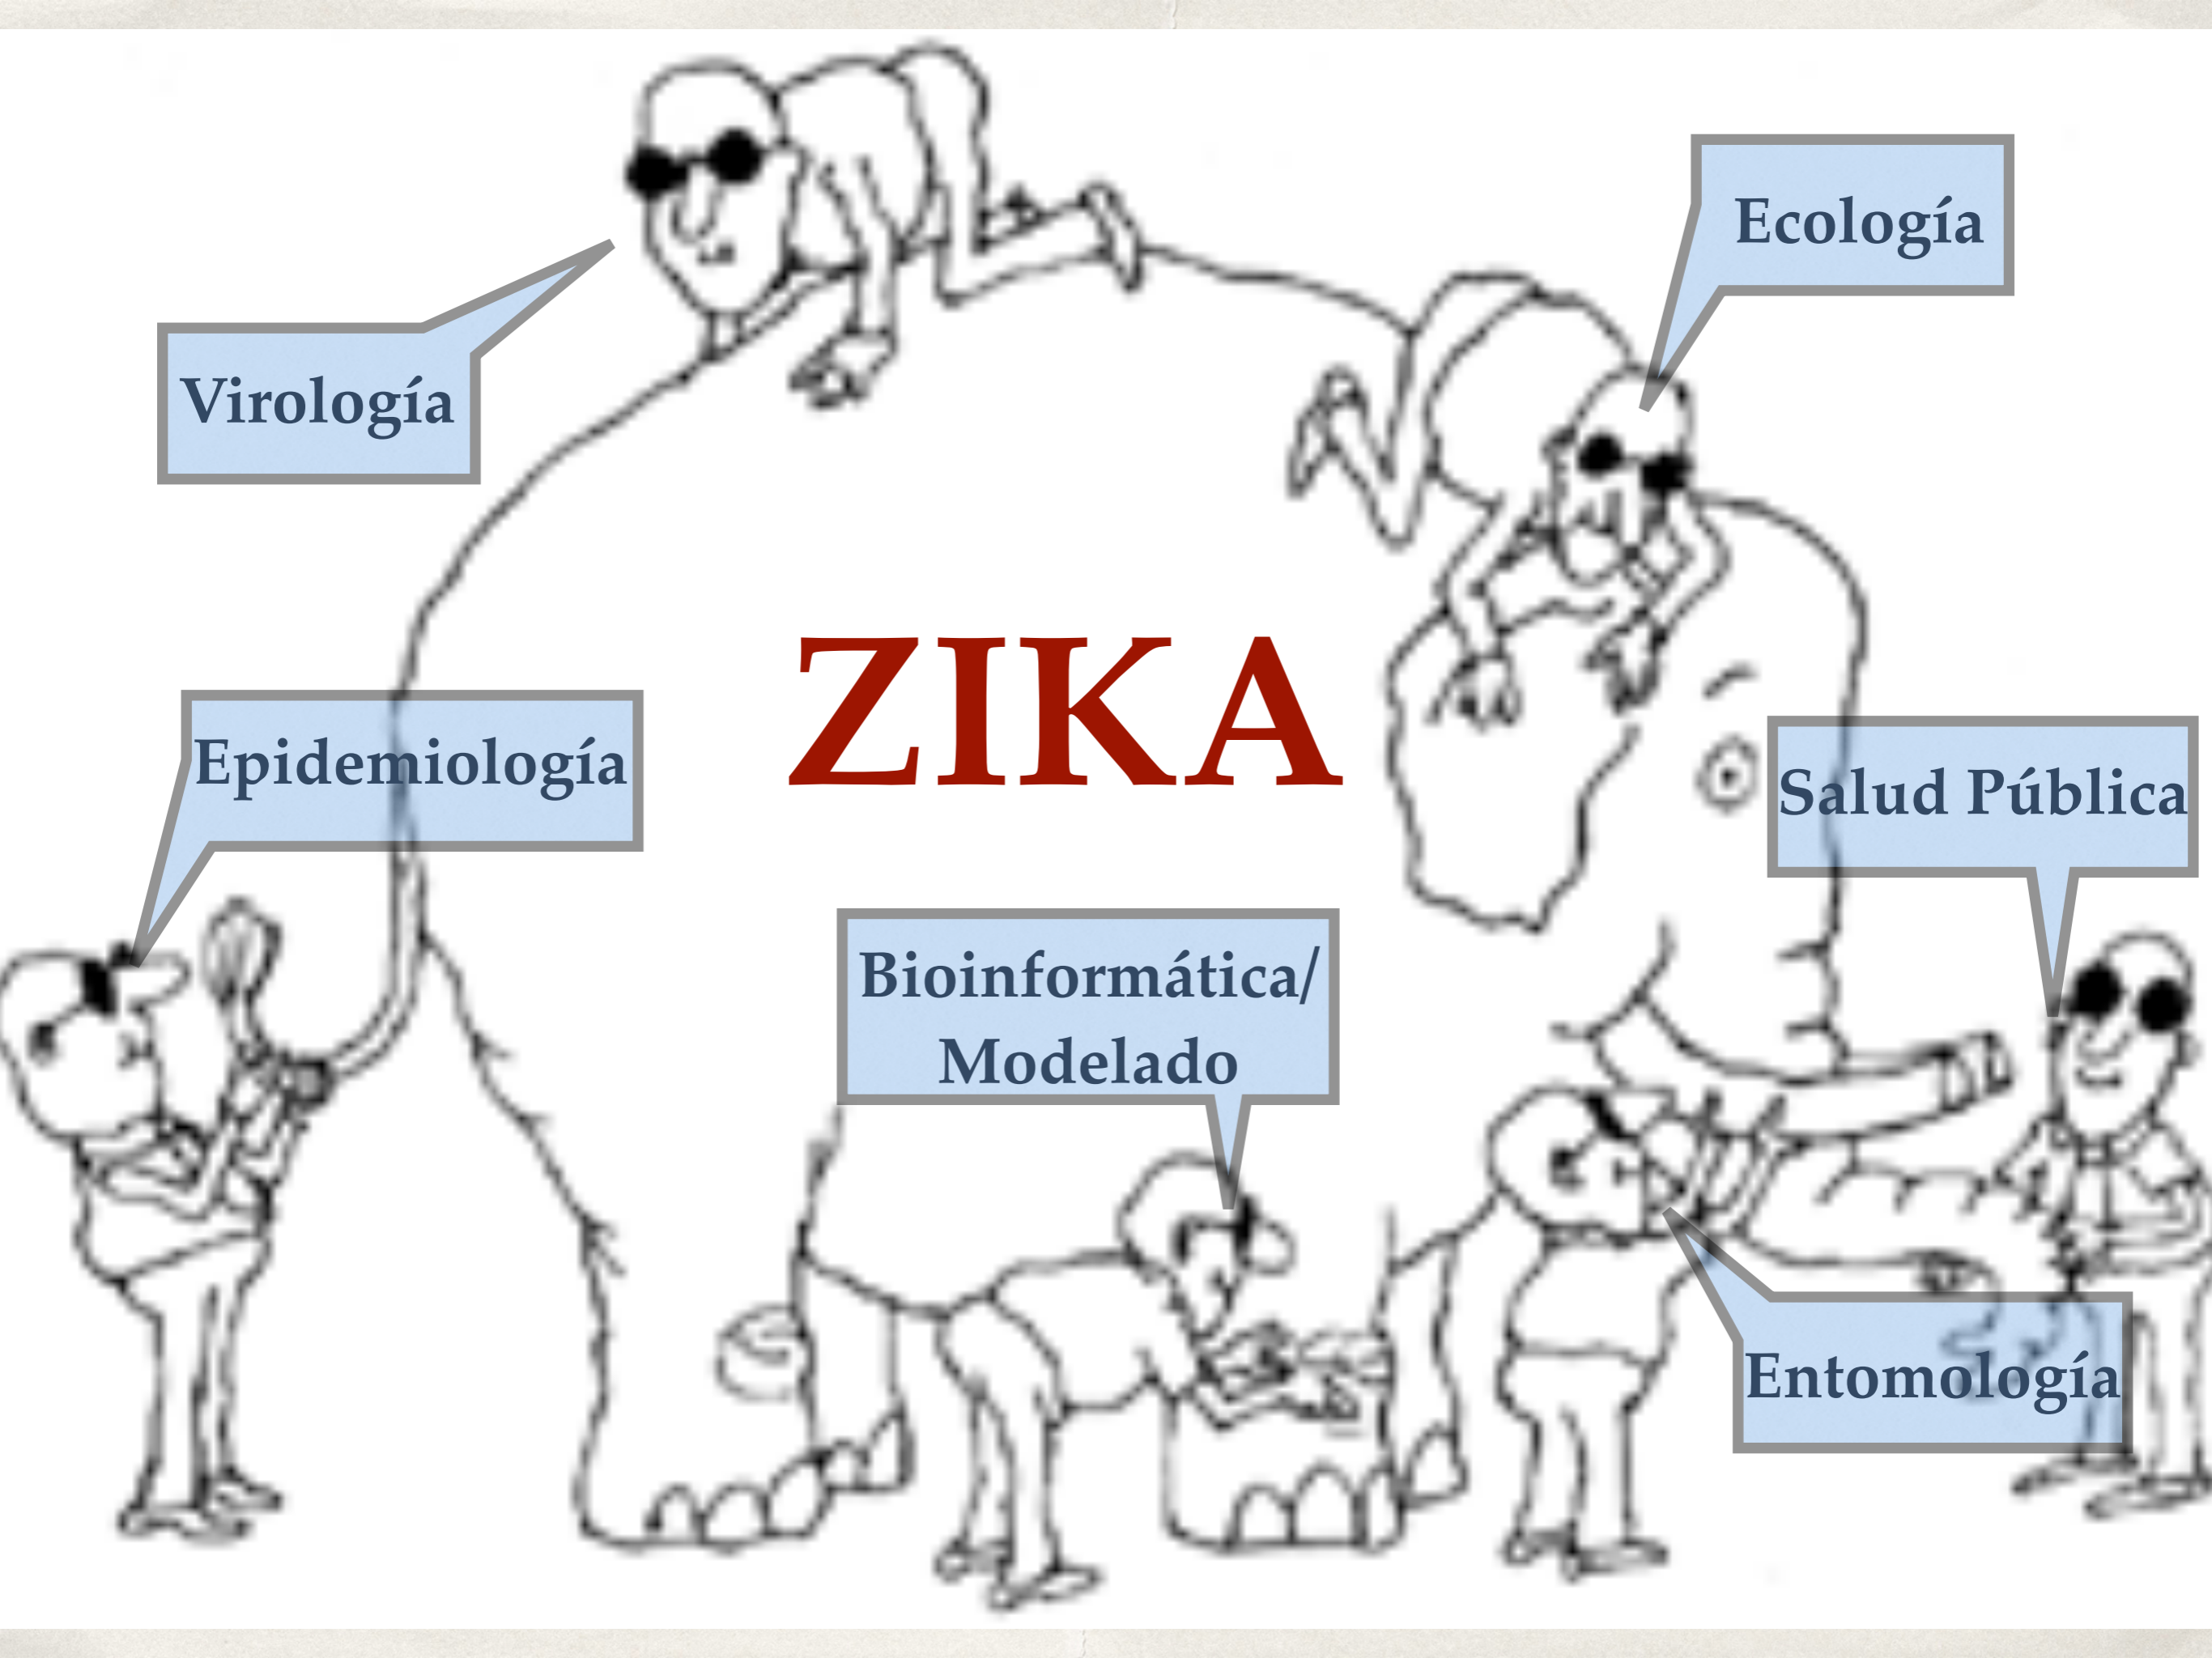 Ecología
Virología
ZIKA
Epidemiología
Salud Pública
Bioinformática/
Modelado
Entomología